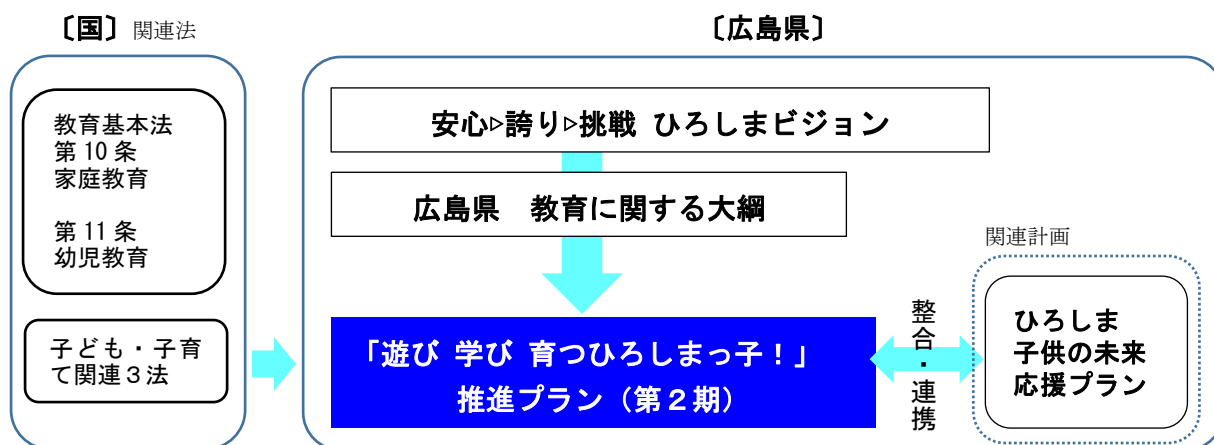 〔国〕 関連法
教育基本法
第10条
家庭教育
第11条
幼児教育
子ども・子育
て関連3法
〔広島県〕
安心▷誇り▷挑戦 ひろしまビジョン
広島県　教育に関する大綱
「遊び 学び 育つひろしまっ子！」
推進プラン（第２期）
整合・連携
関連計画
ひろしま
子供の未来
応援プラン